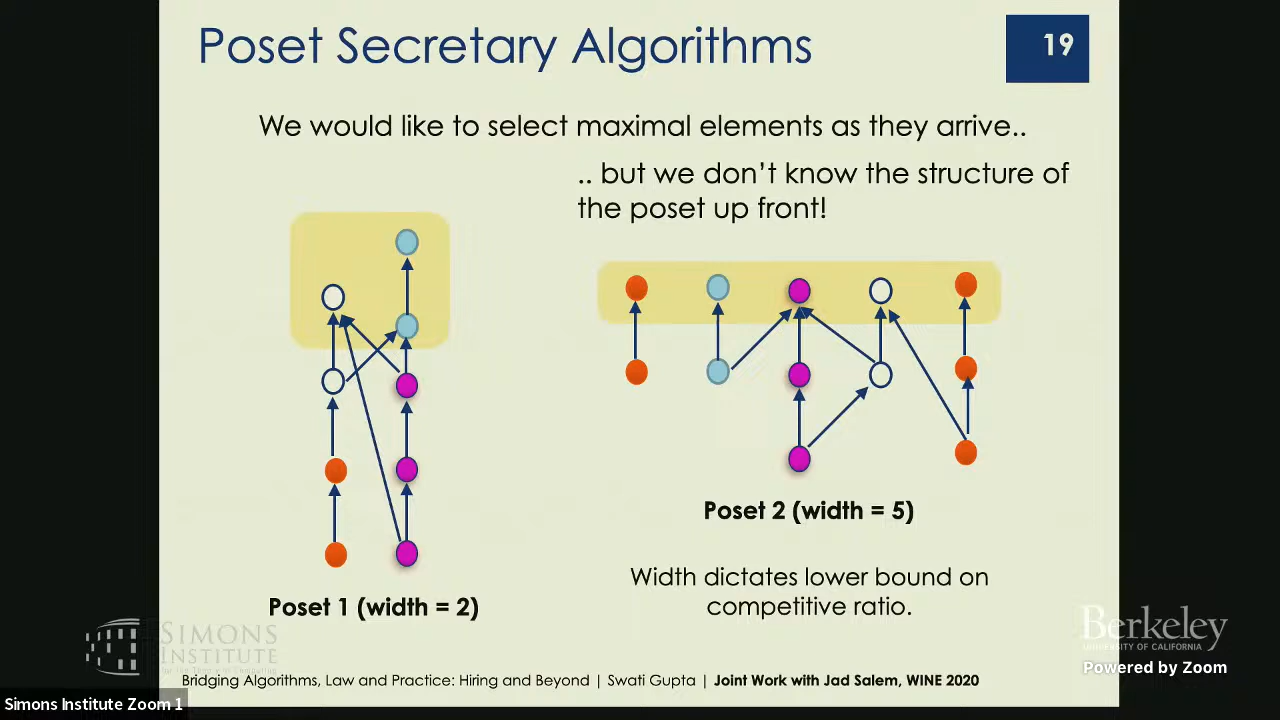 Poset Secretary Algorithms
19
We would like to select maximal elements as they arrive..
.. but we don't know the structure of
the poset up front!
Poset 2 (width = 5)
Width dictates lower bound on
competitive ratio.
Poset 1 (width = 2)
SIMONS
INSTITUTE
Berkeley
UNIVERSITY OF CALIFORNIA
Powered by Zoom
Bridging Algorithms, Law and Practice: Hiring and Beyond | Swati Gupta | Joint Work with Jad Salem, WINE 2020
Simons Institute Zoom 1